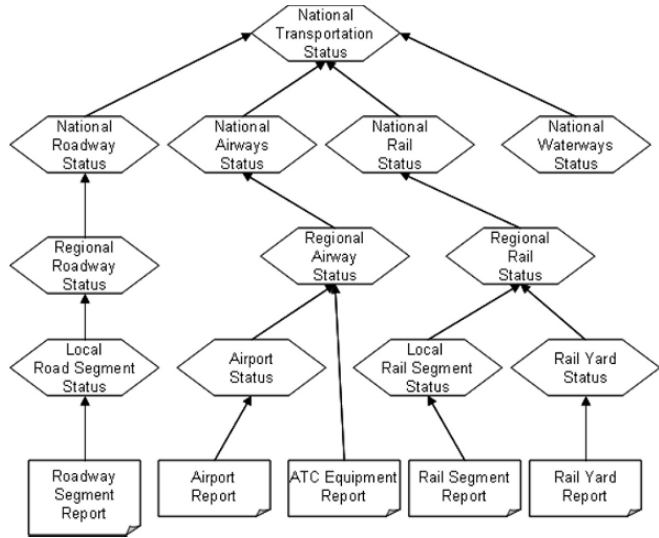 National
Transportation
Status
National
Roadway
Status
National
Airways
Status
National
Rail
Status
National
Waterways
Status
Regional
Roadway
Status
Regional
Airway
Status
Regional
Rail
Status
Local
Road Segment
Status
Airport
Status
Local
Rail Segment
Status
Rail Yard
Status
Roadway
Segment
Report
Airport
Report
ATC Equipment
Report
Rail Segment
Report
Rail Yard
Report